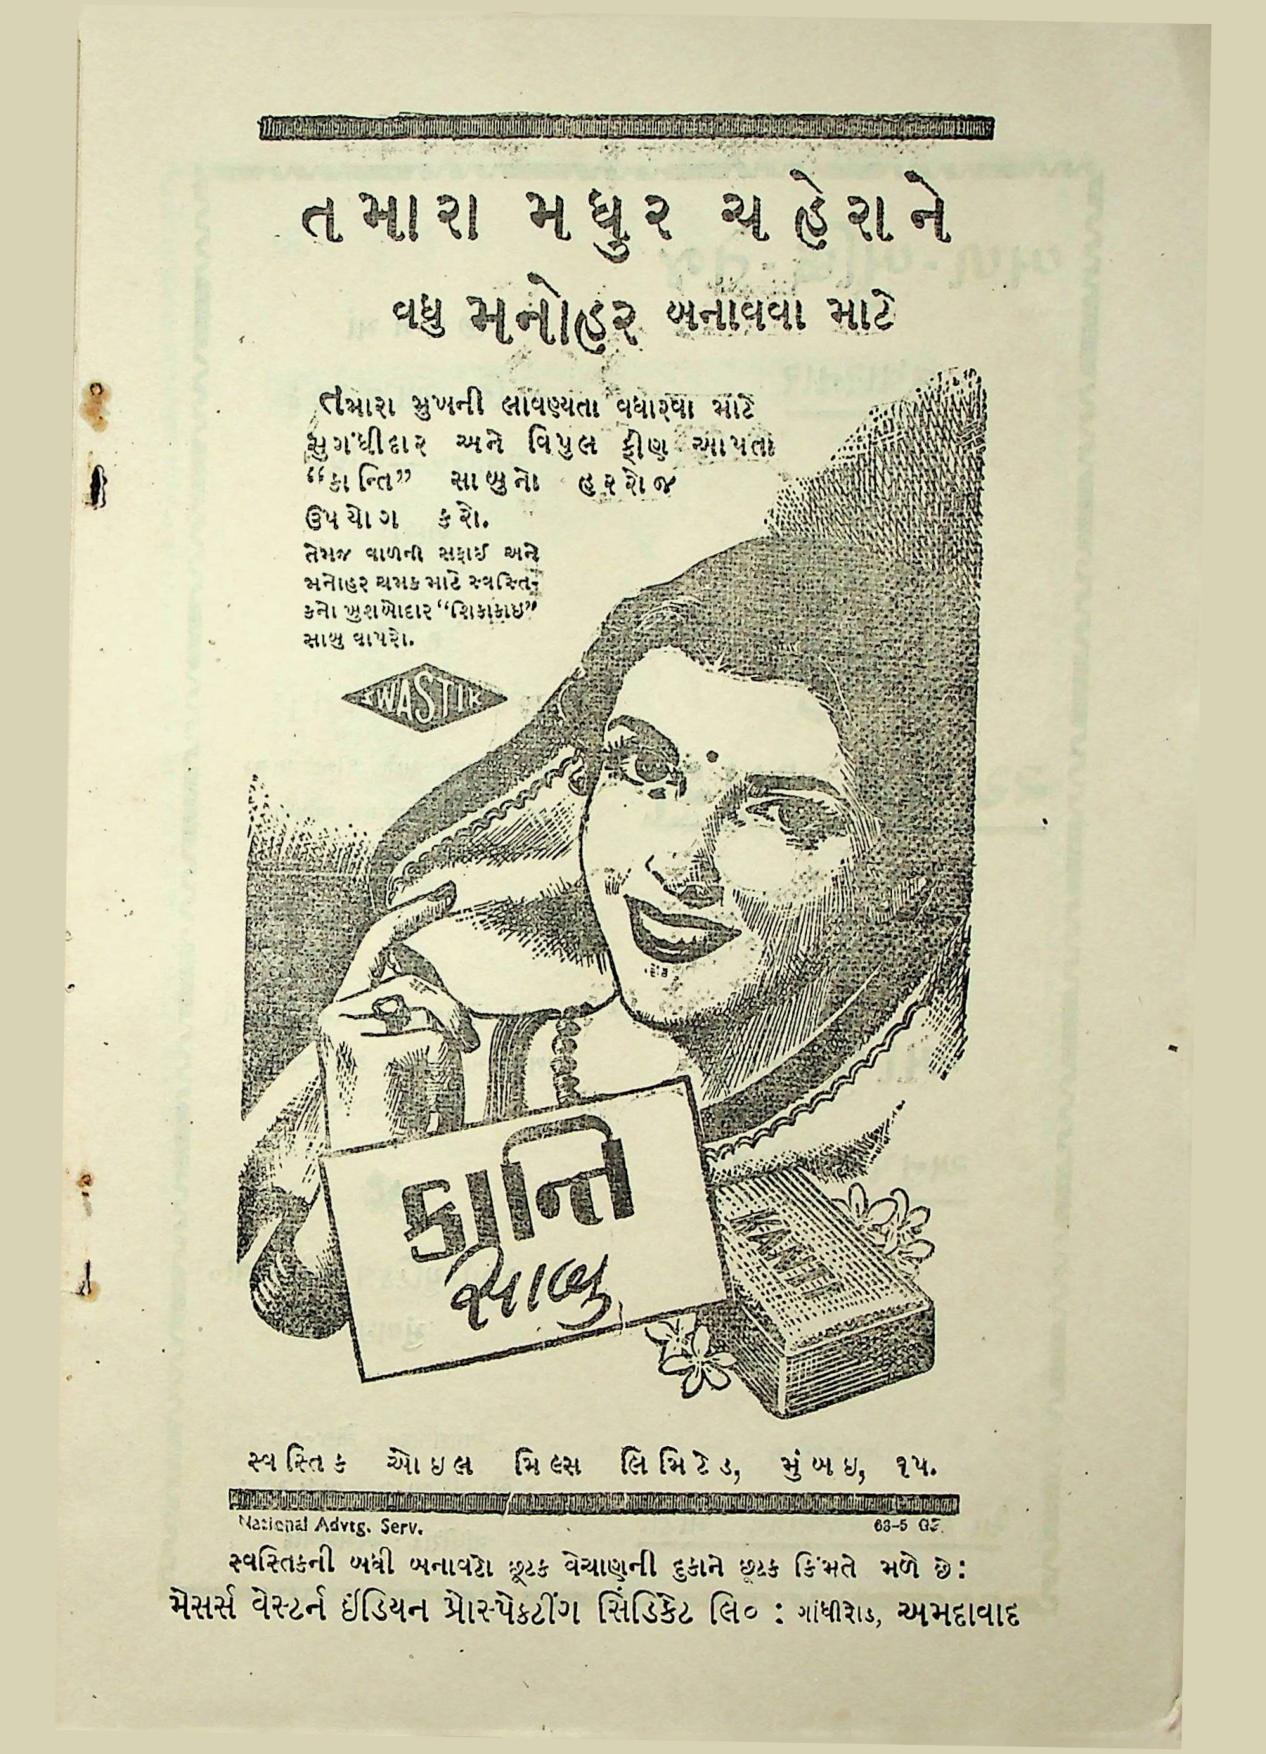 તમારા મધુર ચહેરાને
વધુ મનોહર બનાવવા માટે
તમારા મુખની લાવણ્યતા વધારવા માટે
સુગંધીદાર અને વિપુલ ફીણ આપતા
“કાન્તિ” સાબુનો હરરોજ
ઉપયોગ કરો.
તેમજ વાળની સફાઈ અને
મનોહર ચમક માટે સ્વસ્તિ-
કનો ખુશબોદાર “શિકાકાઇ”
સાબુ વાપરો.
SWASTIK
કાન્તિ
સાબુ
KANTI
સ્વસ્તિક ઓઇલ મિલ્સ લિમિટેડ, મુંબઇ, ૧૫.
National Advtg. Serv.
સ્વસ્તિકની બધી બનાવટો છૂટક વેચાણની દુકાને છૂટક કિંમતે મળે છે:
મેસર્સ વેસ્ટર્ન ઇંડિયન પ્રોસ્પેકટીંગ સિંડિકેટ લિ૦ : ગાંધીરોડ, અમદાવાદ